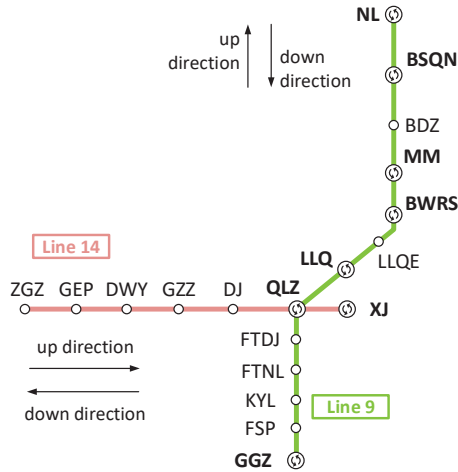 NL
up
direction
down
direction
BSQN
BDZ
MM
BWRS
LLQE
LLQ
Line 14
ZGZ
GEP
DWY
GZZ
DJ
QLZ
XJ
up direction
down direction
FTDJ
FTNL
KYL
Line 9
FSP
GGZ